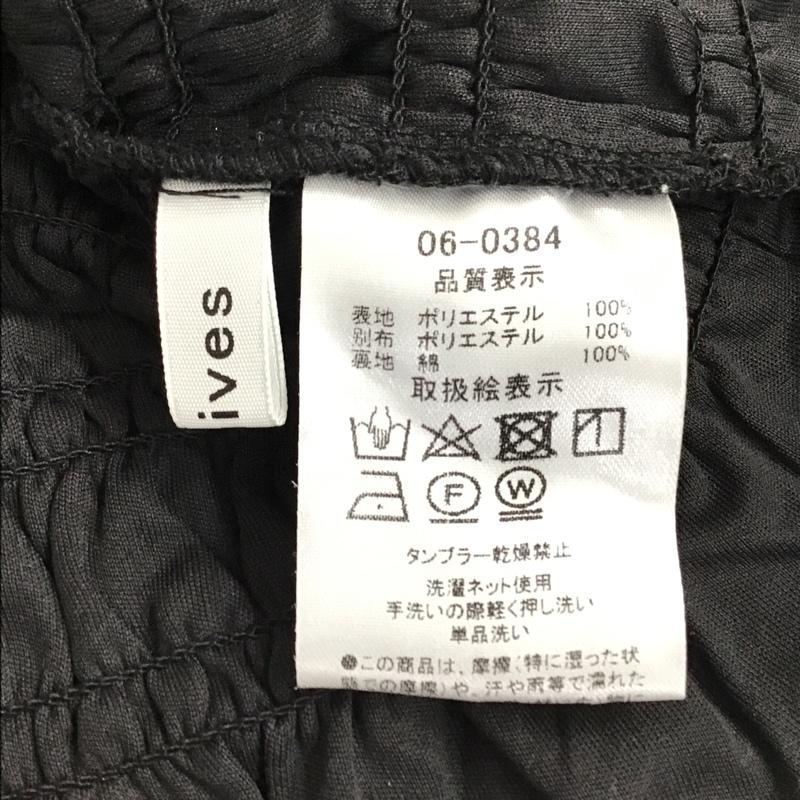 ives
06-0384
品質表示
表地 ポリエステル 100%
別布 ポリエステル 100%
裏地 綿 100%
取扱絵表示
F W
タンブラー乾燥禁止
洗濯ネット使用
手洗いの際軽く押し洗い
単品洗い
●この商品は、摩擦(特に湿った状
態での摩擦)や、汗や雨等で濡れた